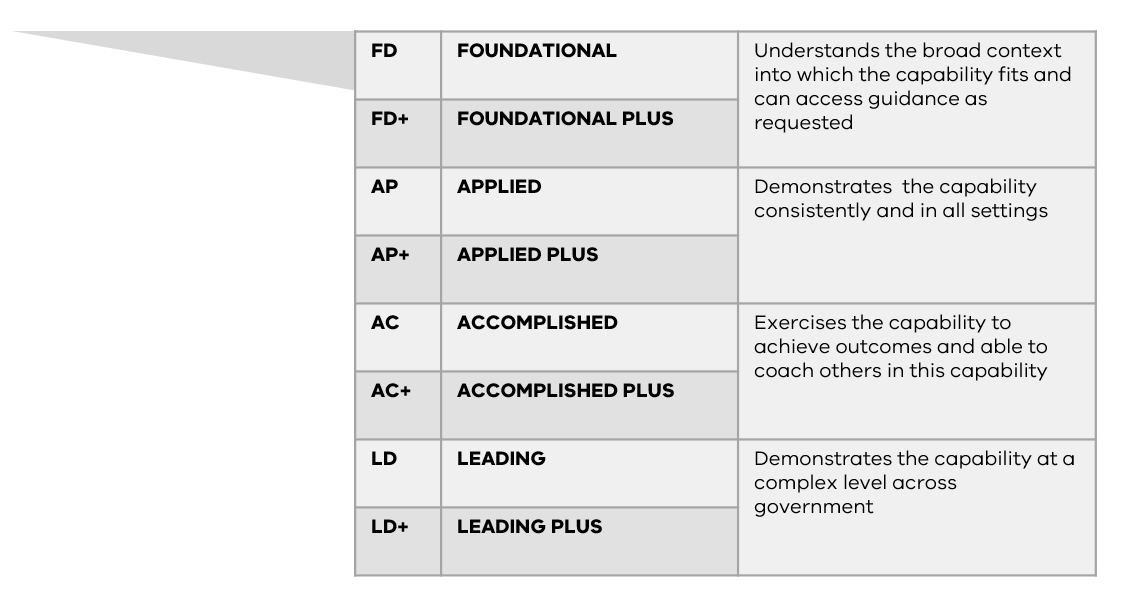 FD FOUNDATIONAL Understands the broad context
into which the capability fits and
can access guidance as
FD+ FOUNDATIONAL PLUS requested
AP APPLIED Demonstrates the capability
consistently and in all settings
AP+ APPLIED PLUS
AC ACCOMPLISHED Exercises the capability to
achieve outcomes and able to
coach others in this capability
AC+ ACCOMPLISHED PLUS
LD LEADING Demonstrates the capability at a
complex level across
government
LD+ LEADING PLUS